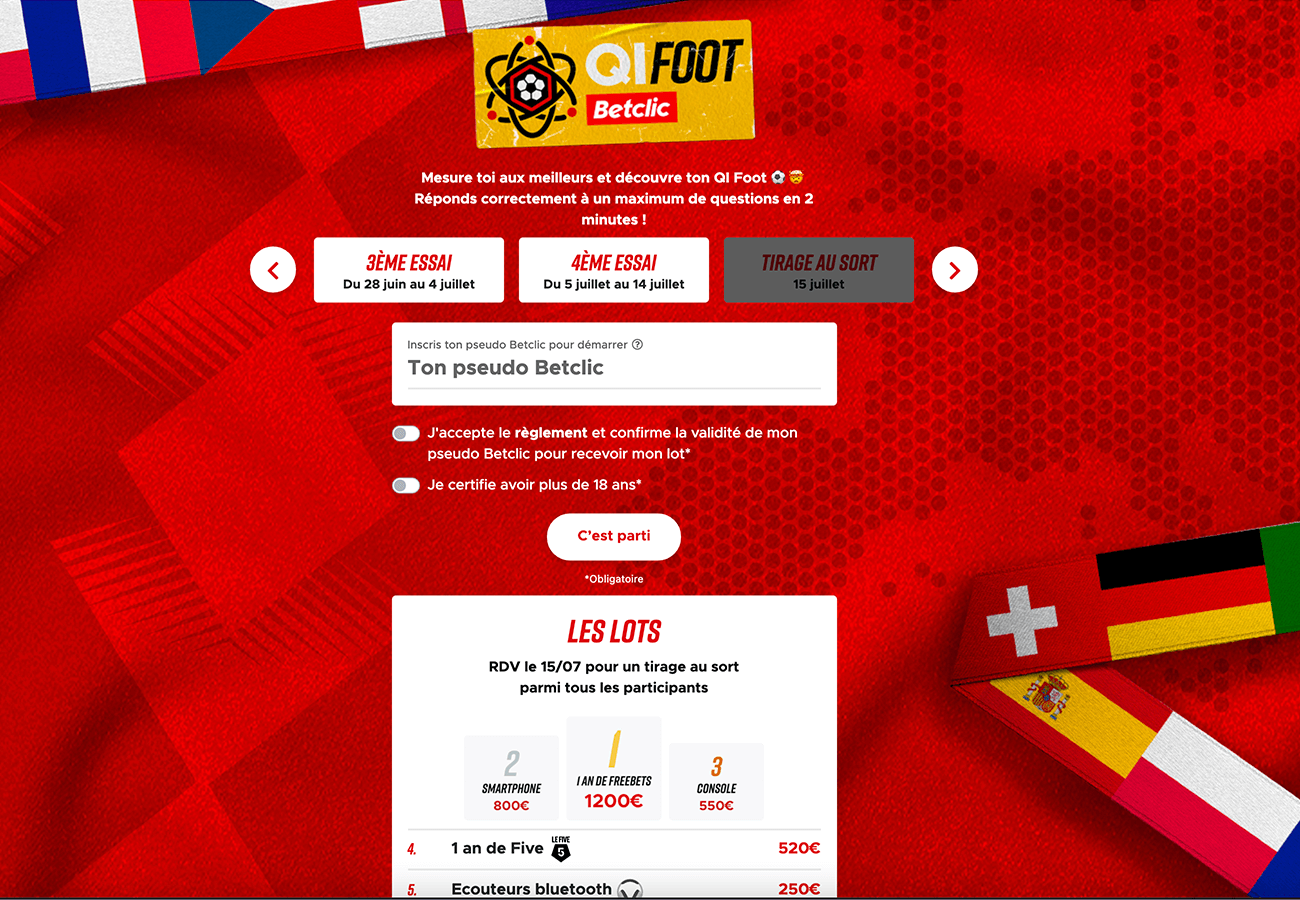 QIFOOT
Betclic
Mesure toi aux meilleurs et découvre ton QI Foot ⚽🤯
Réponds correctement à un maximum de questions en 2
minutes !
3ÈME ESSAI
Du 28 juin au 4 juillet
4ÈME ESSAI
Du 5 juillet au 14 juillet
TIRAGE AU SORT
15 juillet
Inscris ton pseudo Betclic pour démarrer
Ton pseudo Betclic
J'accepte le règlement et confirme la validité de mon
pseudo Betclic pour recevoir mon lot*
Je certifie avoir plus de 18 ans*
C'est parti
*Obligatoire
LES LOTS
RDV le 15/07 pour un tirage au sort
parmi tous les participants
2
SMARTPHONE
800€
1
1 AN DE FREEBETS
1200€
3
CONSOLE
550€
4. 1 an de Five LE FIVE 5 520€
5. Ecouteurs bluetooth 250€